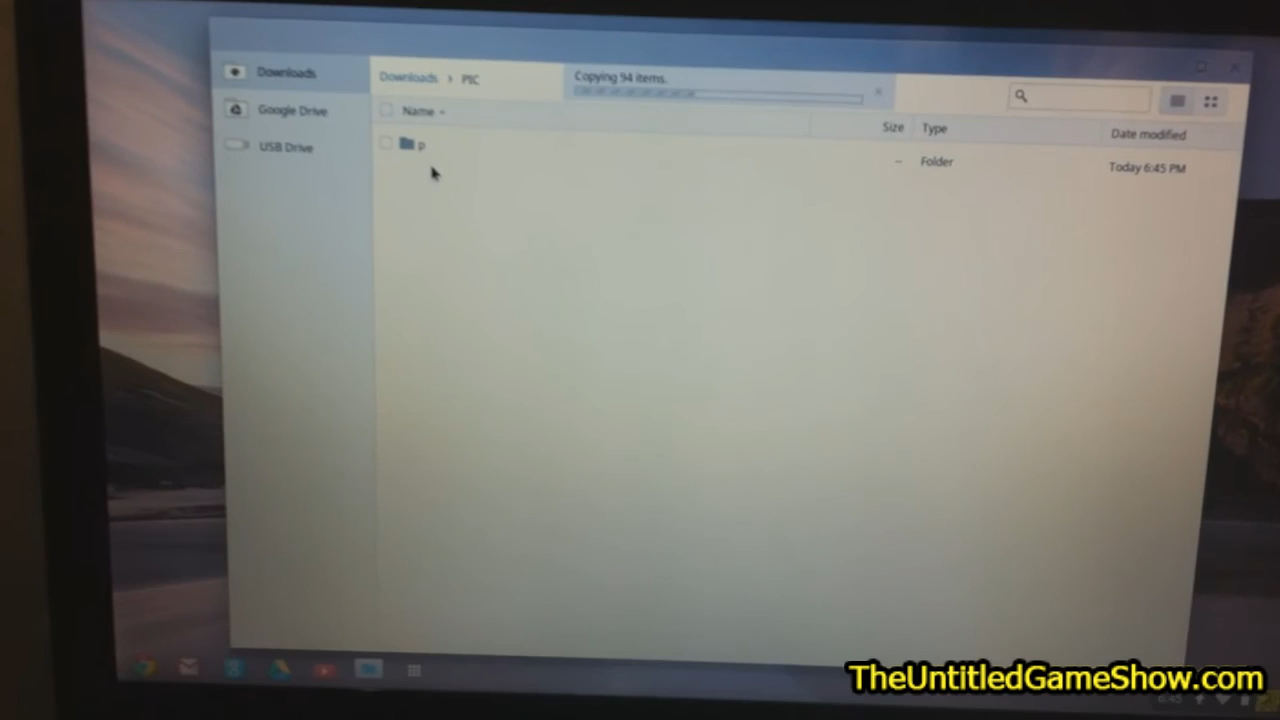 Downloads
Google Drive
USB Drive
Downloads > PIC
Copying 94 items.
Name
Size
Type
Date modified
p
--
Folder
Today 6:45 PM
TheUntitledGameShow.com